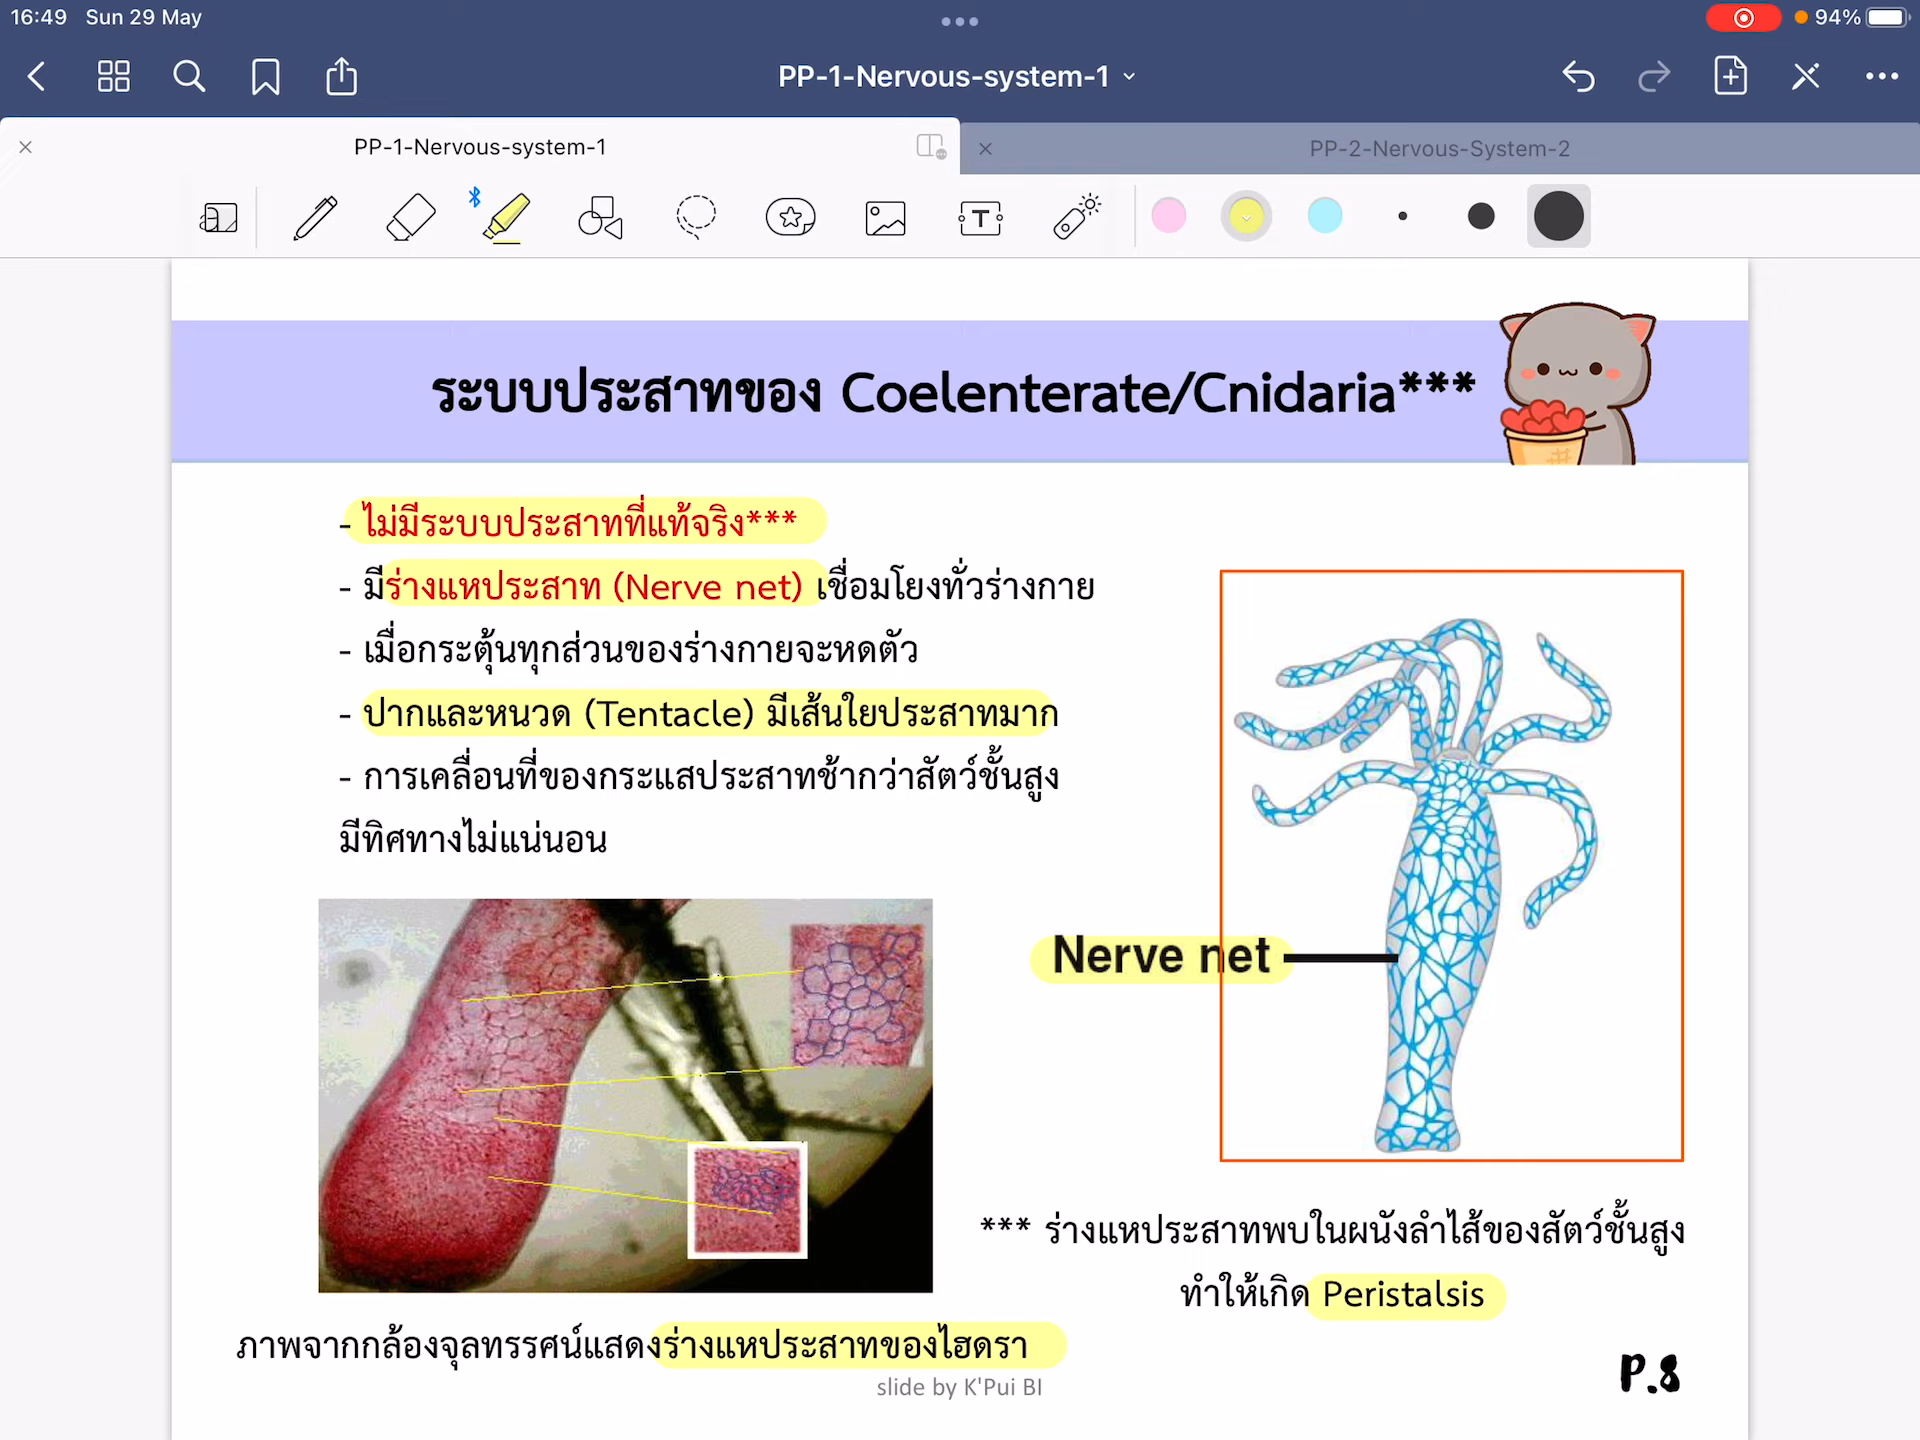 16:49 Sun 29 May
94%
PP-1-Nervous-system-1
PP-1-Nervous-system-1
PP-2-Nervous-System-2
ระบบประสาทของ Coelenterate/Cnidaria***
- ไม่มีระบบประสาทที่แท้จริง***
- มีร่างแหประสาท (Nerve net) เชื่อมโยงทั่วร่างกาย
- เมื่อกระตุ้นทุกส่วนของร่างกายจะหดตัว
- ปากและหนวด (Tentacle) มีเส้นใยประสาทมาก
- การเคลื่อนที่ของกระแสประสาทช้ากว่าสัตว์ชั้นสูง
มีทิศทางไม่แน่นอน
Nerve net
*** ร่างแหประสาทพบในผนังลำไส้ของสัตว์ชั้นสูง
ทำให้เกิด Peristalsis
ภาพจากกล้องจุลทรรศน์แสดงร่างแหประสาทของไฮดรา
slide by K'Pui BI
P.8